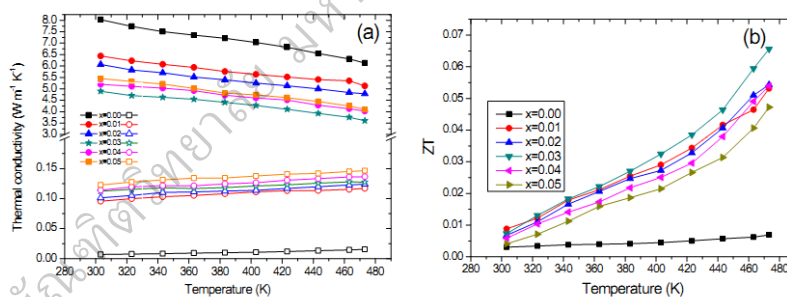 (a)
Thermal conductivity (W m⁻¹ K⁻¹)
8.0
7.5
7.0
6.5
6.0
5.5
5.0
4.5
4.0
3.5
3.0
0.15
0.10
0.05
0.00
x=0.00
x=0.01
x=0.02
x=0.03
x=0.04
x=0.05
280 300 320 340 360 380 400 420 440 460 480
Temperature (K)
(b)
ZT
0.07
0.06
0.05
0.04
0.03
0.02
0.01
0.00
x=0.00
x=0.01
x=0.02
x=0.03
x=0.04
x=0.05
280 300 320 340 360 380 400 420 440 460 480
Temperature (K)